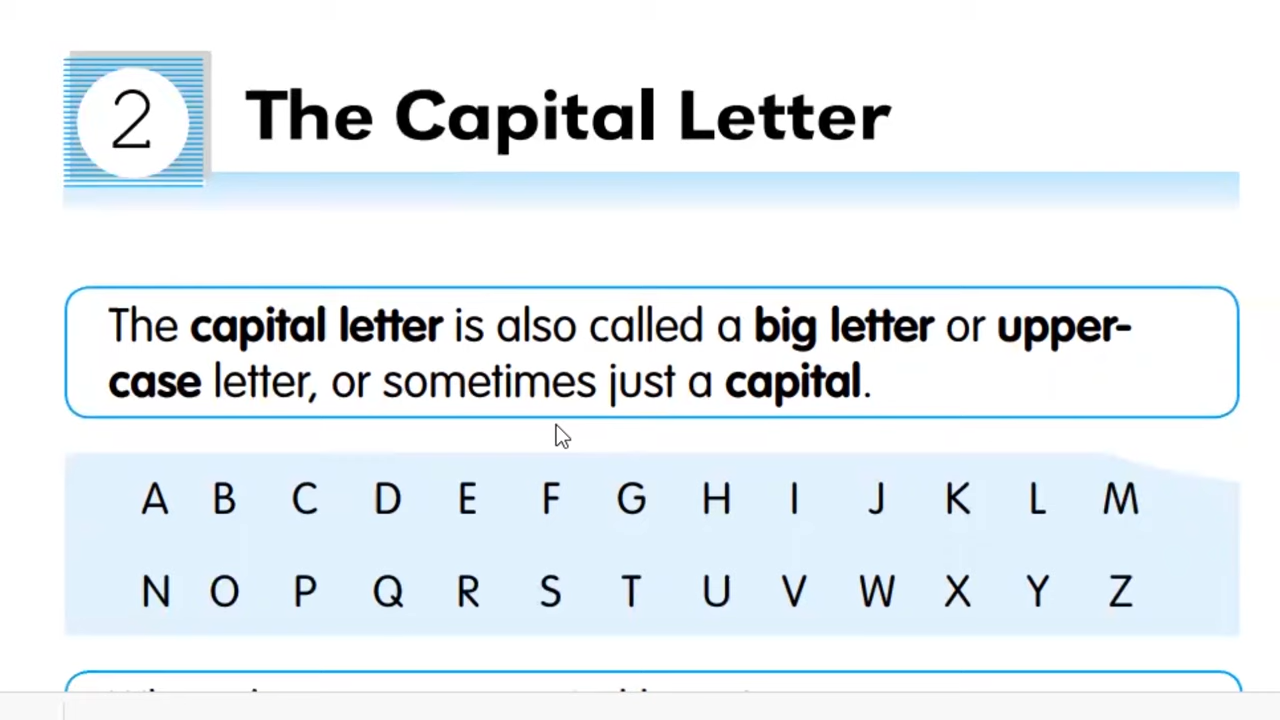 2
The Capital Letter
The capital letter is also called a big letter or upper-
case letter, or sometimes just a capital.
A B C D E F G H I J K L M
N O P Q R S T U V W X Y Z